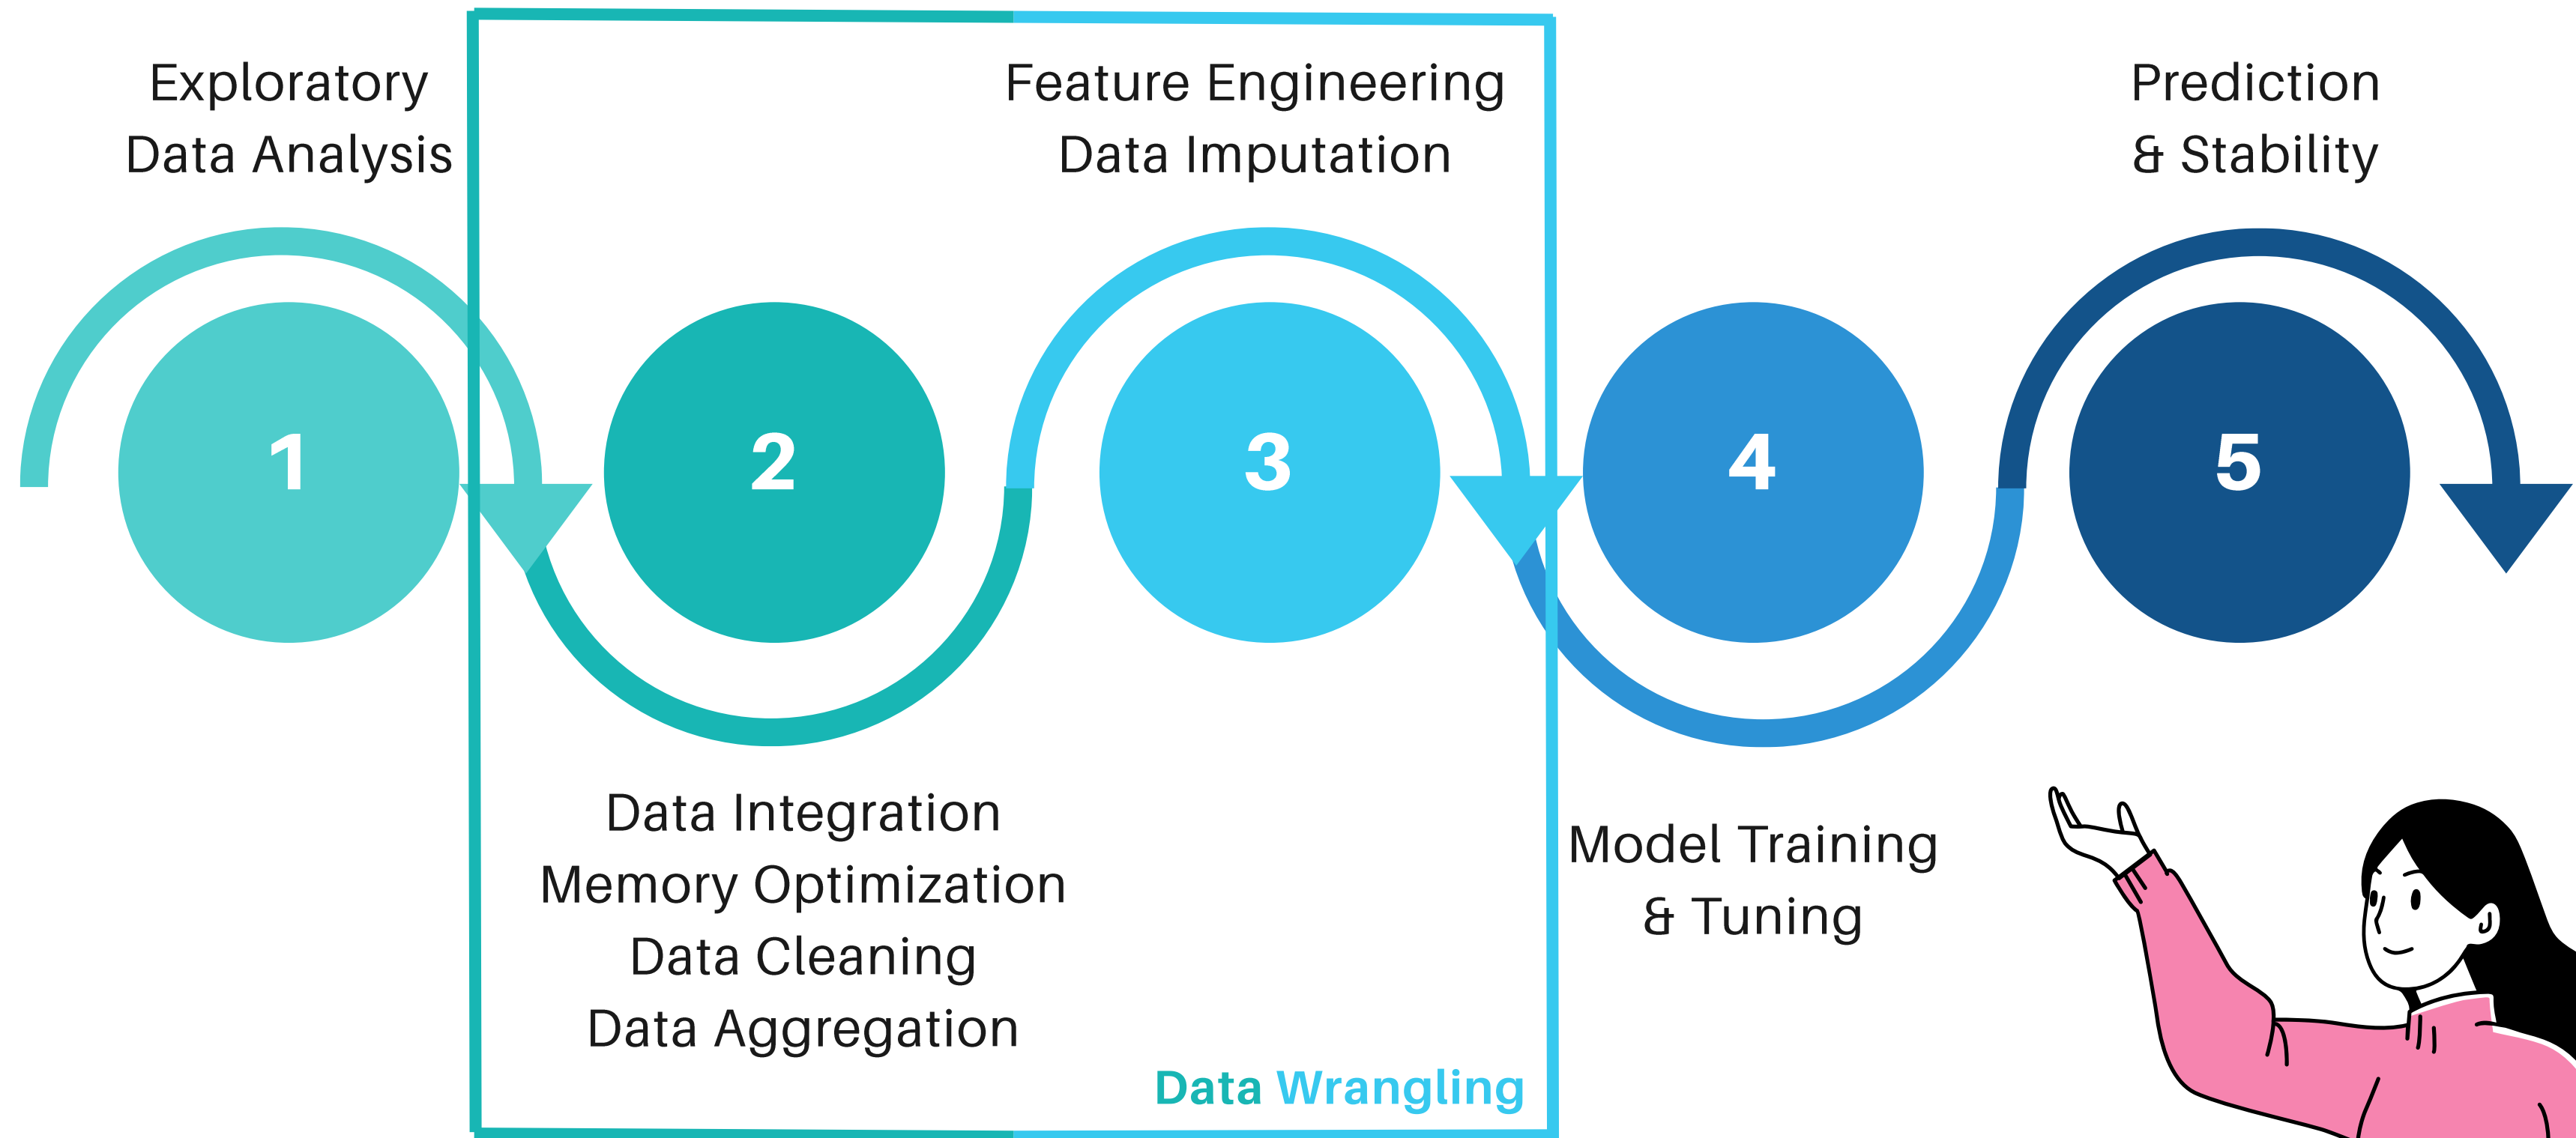 Exploratory
Data Analysis
Feature Engineering
Data Imputation
Prediction
& Stability
1
2
3
4
5
Data Integration
Memory Optimization
Data Cleaning
Data Aggregation
Model Training
& Tuning
Data Wrangling